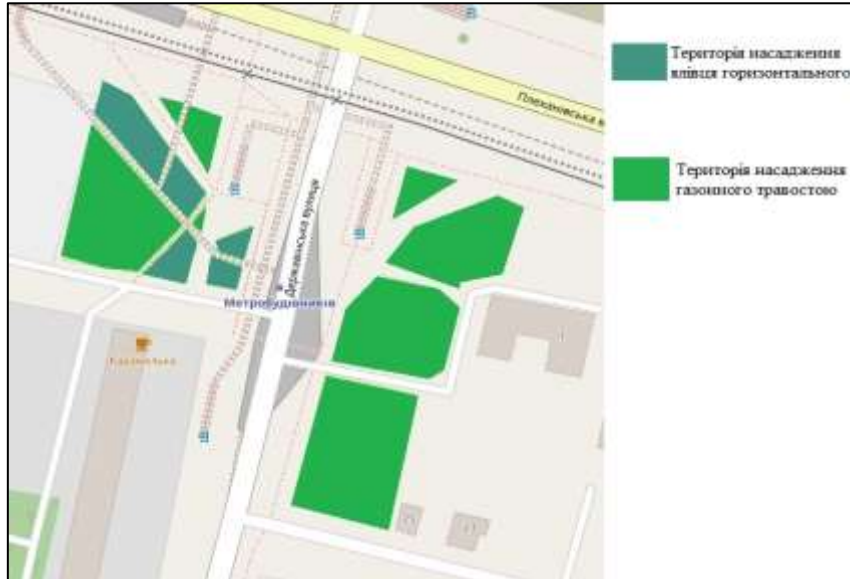 Територія насадження
ялівця горизонтального
Плеханівська в
Територія насадження
газонного травостою
Державінська вулиця
Метробудівників